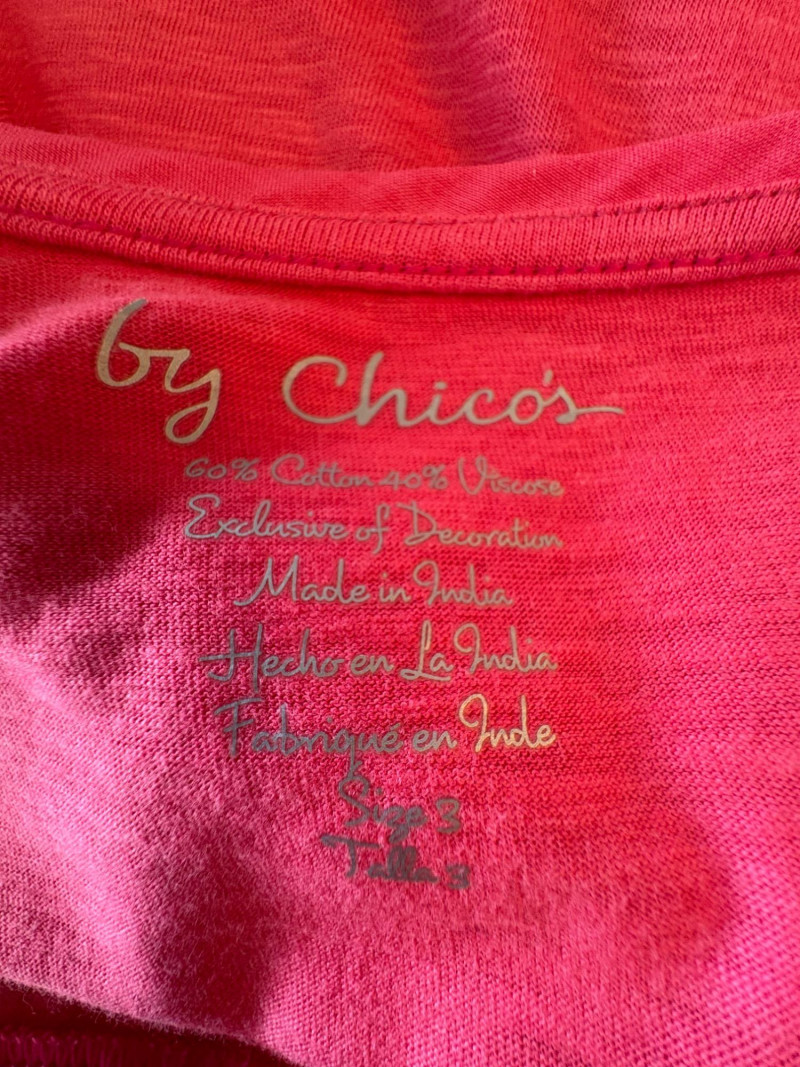 by Chico's
60% Cotton 40% Viscose
Exclusive of Decoration
Made in India
Hecho en La India
Fabriqué en Inde
Size 3
Talla 3